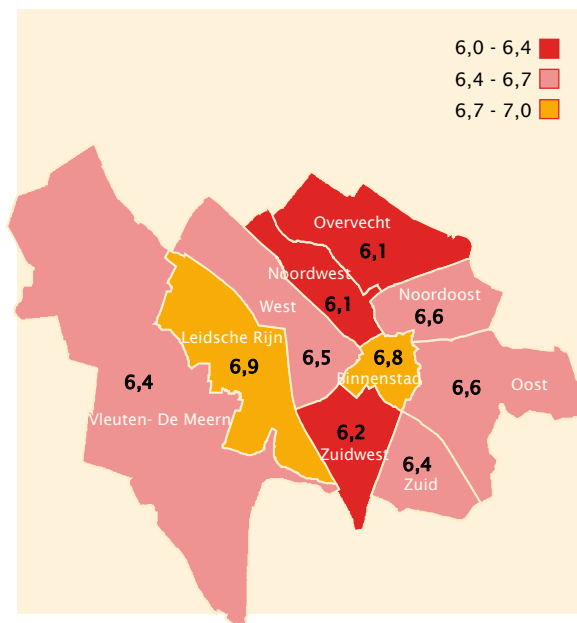 6,0 - 6,4
6,4 - 6,7
6,7 - 7,0
Overvecht
6,1
Noordwest
6,1
Noordoost
6,6
West
6,5
Leidsche Rijn
6,9
6,8
Binnenstad
6,4
Vleuten- De Meern
6,6
Oost
6,2
Zuidwest
6,4
Zuid